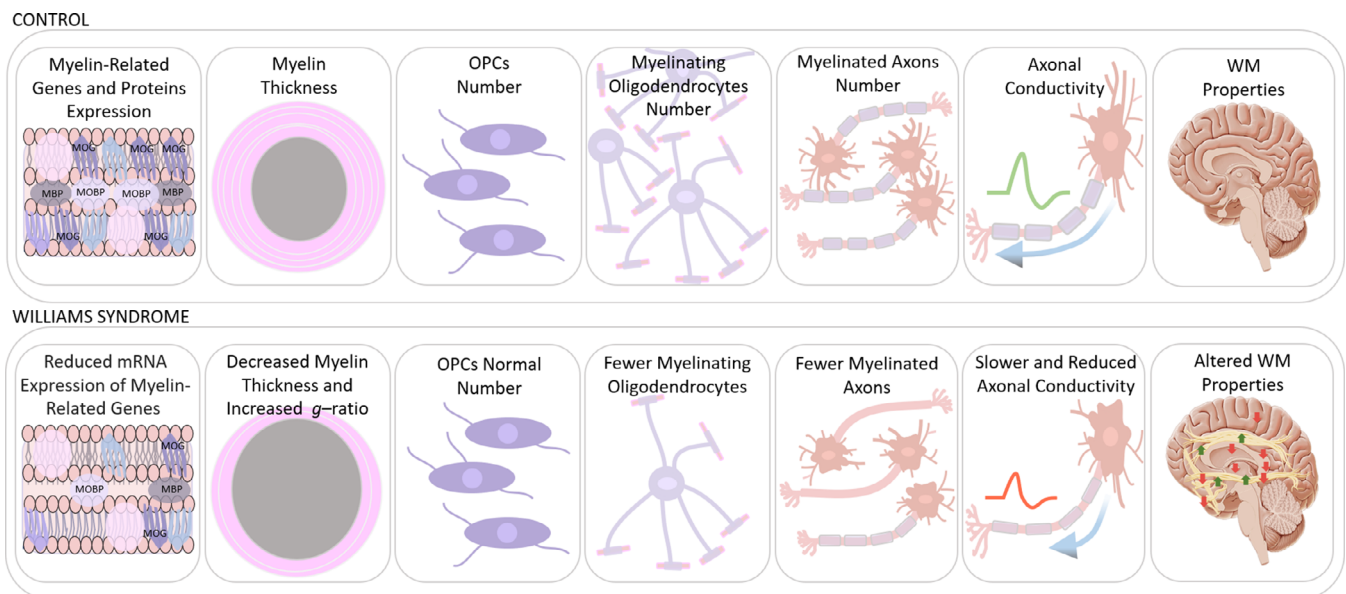 CONTROL
Myelin-Related
Genes and Proteins
Expression
MOG
MOG
MOG
MBP
MOBP
MOBP
MBP
MOG
MOG
Myelin
Thickness
OPCs
Number
Myelinating
Oligodendrocytes
Number
Myelinated Axons
Number
Axonal
Conductivity
WM
Properties
WILLIAMS SYNDROME
Reduced mRNA
Expression of Myelin-
Related Genes
MOG
MOBP
MBP
MOG
Decreased Myelin
Thickness and
Increased g–ratio
OPCs Normal
Number
Fewer Myelinating
Oligodendrocytes
Fewer Myelinated
Axons
Slower and Reduced
Axonal Conductivity
Altered WM
Properties